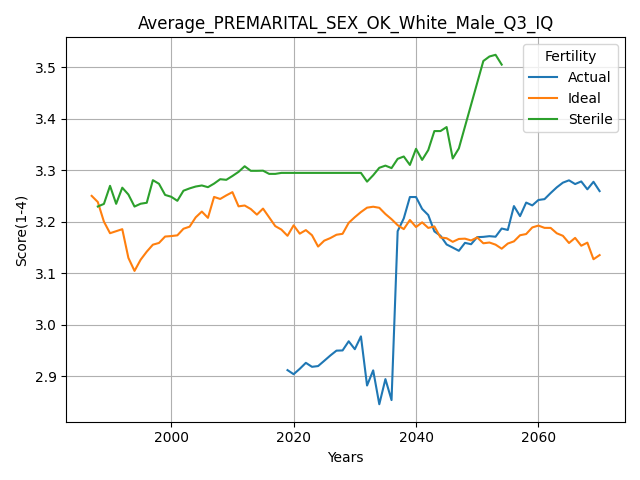 Average_PREMARITAL_SEX_OK_White_Male_Q3_IQ
Score(1-4)
3.5
3.4
3.3
3.2
3.1
3.0
2.9
Fertility
Actual
Ideal
Sterile
2000
2020
2040
2060
Years